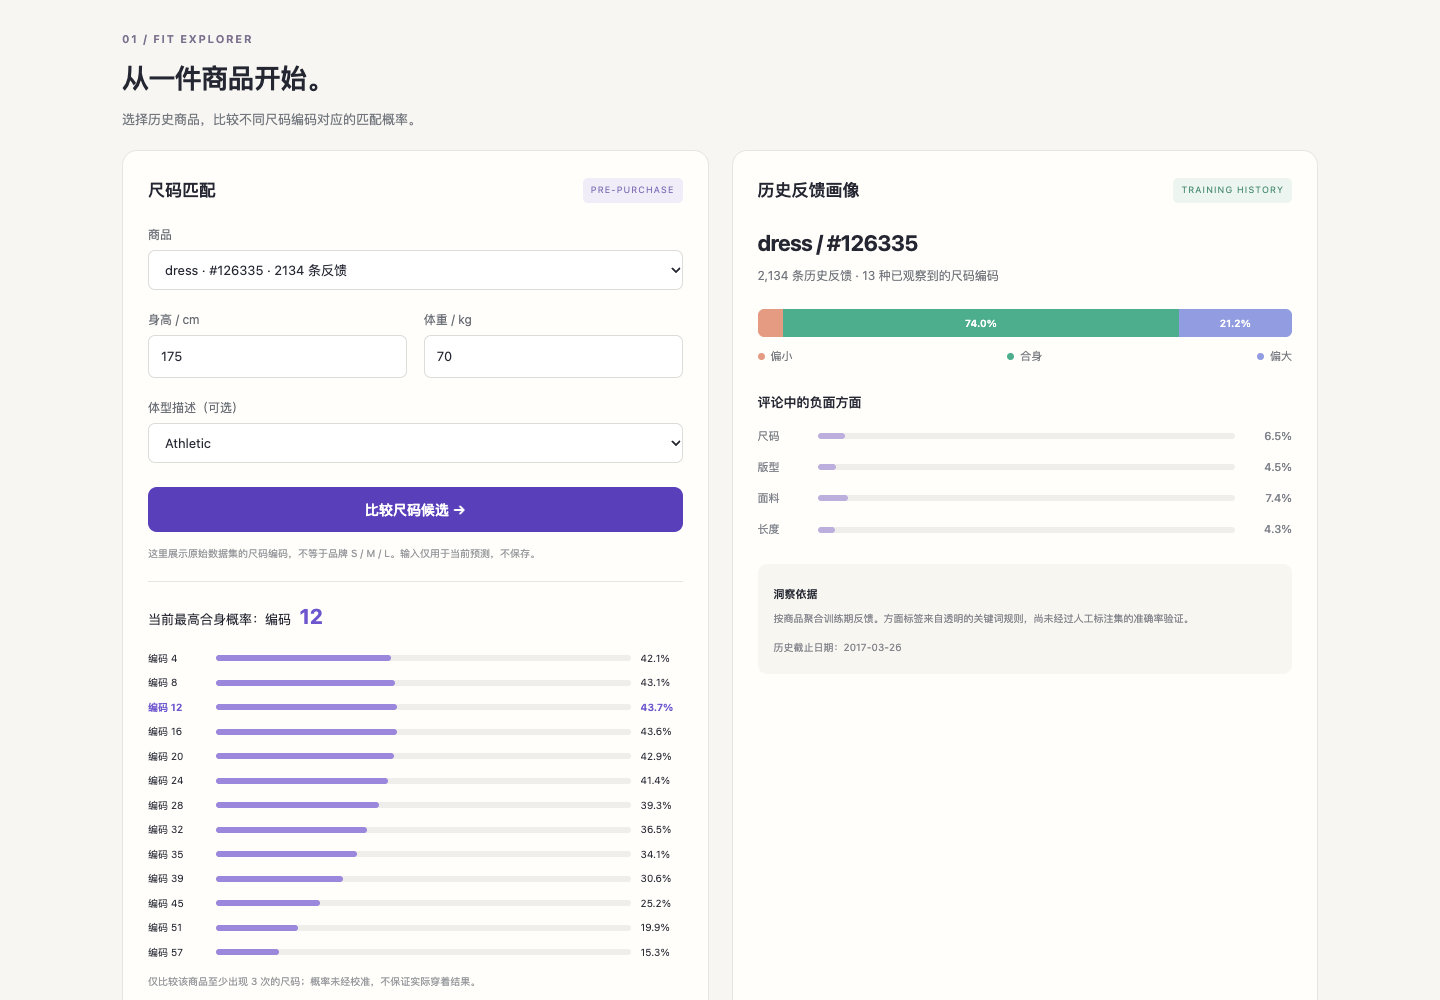 01 / FIT EXPLORER
从一件商品开始。
选择历史商品，比较不同尺码编码对应的匹配概率。
尺码匹配
PRE-PURCHASE
商品
dress · #126335 · 2134 条反馈
身高 / cm
体重 / kg
175
70
体型描述（可选）
Athletic
比较尺码候选 →
这里展示原始数据集的尺码编码，不等于品牌 S / M / L。输入仅用于当前预测，不保存。
当前最高合身概率：编码 12
编码 4 42.1%
编码 8 43.1%
编码 12 43.7%
编码 16 43.6%
编码 20 42.9%
编码 24 41.4%
编码 28 39.3%
编码 32 36.5%
编码 35 34.1%
编码 39 30.6%
编码 45 25.2%
编码 51 19.9%
编码 57 15.3%
仅比较该商品至少出现 3 次的尺码；概率未经校准，不保证实际穿着结果。
历史反馈画像
TRAINING HISTORY
dress / #126335
2,134 条历史反馈 · 13 种已观察到的尺码编码
74.0% 21.2%
偏小 合身 偏大
评论中的负面方面
尺码 6.5%
版型 4.5%
面料 7.4%
长度 4.3%
洞察依据
按商品聚合训练期反馈。方面标签来自透明的关键词规则，尚未经过人工标注集的准确率验证。
历史截止日期：2017-03-26